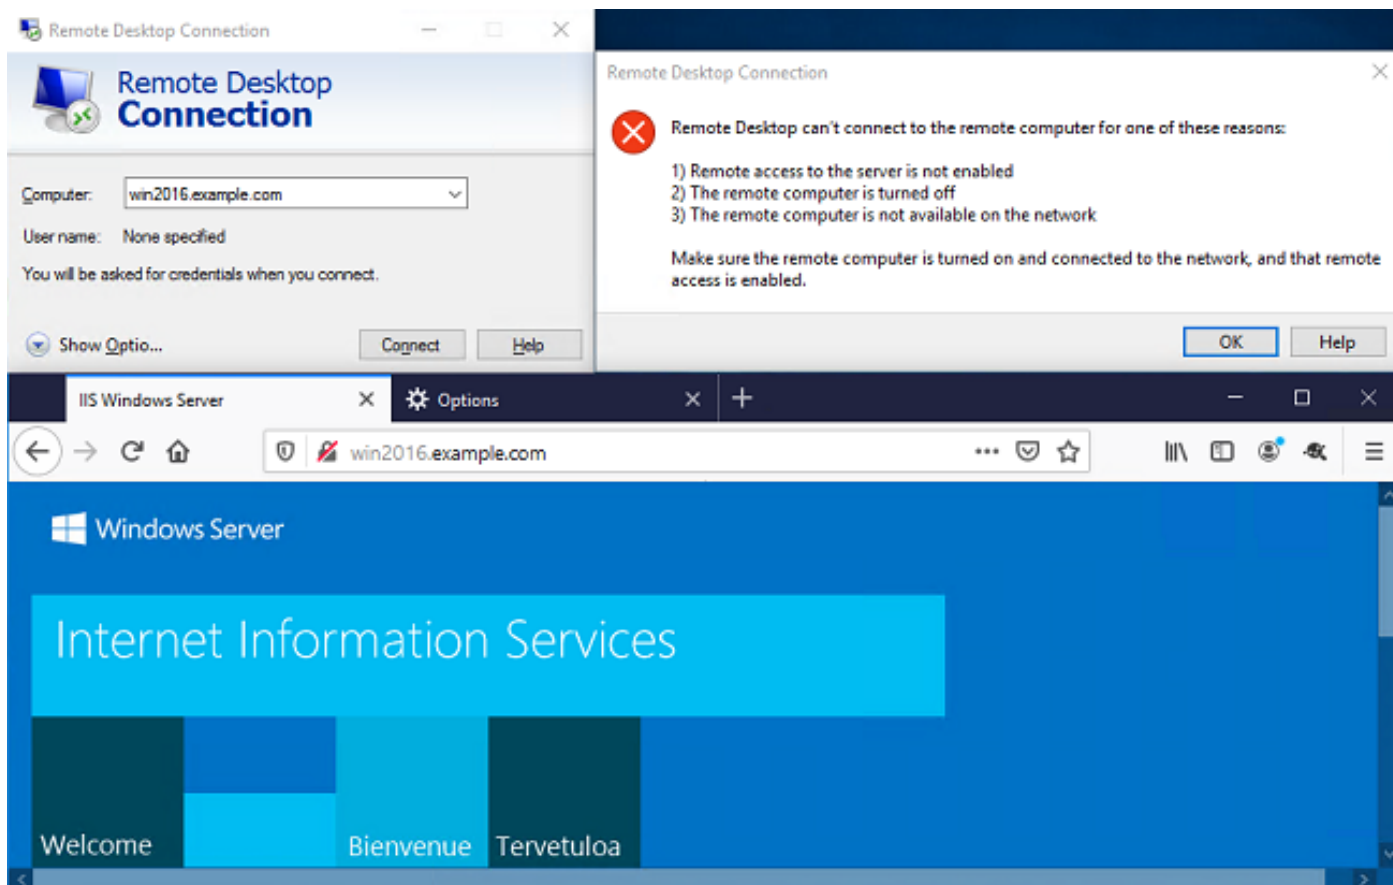 Remote Desktop Connection
Remote Desktop
Connection
Computer: win2016.example.com
User name: None specified
You will be asked for credentials when you connect.
Show Optio...
Connect
Help
Remote Desktop Connection
Remote Desktop can't connect to the remote computer for one of these reasons:
1) Remote access to the server is not enabled
2) The remote computer is turned off
3) The remote computer is not available on the network
Make sure the remote computer is turned on and connected to the network, and that remote
access is enabled.
OK
Help
IIS Windows Server
Options
win2016.example.com
Windows Server
Internet Information Services
Welcome
Bienvenue
Tervetuloa